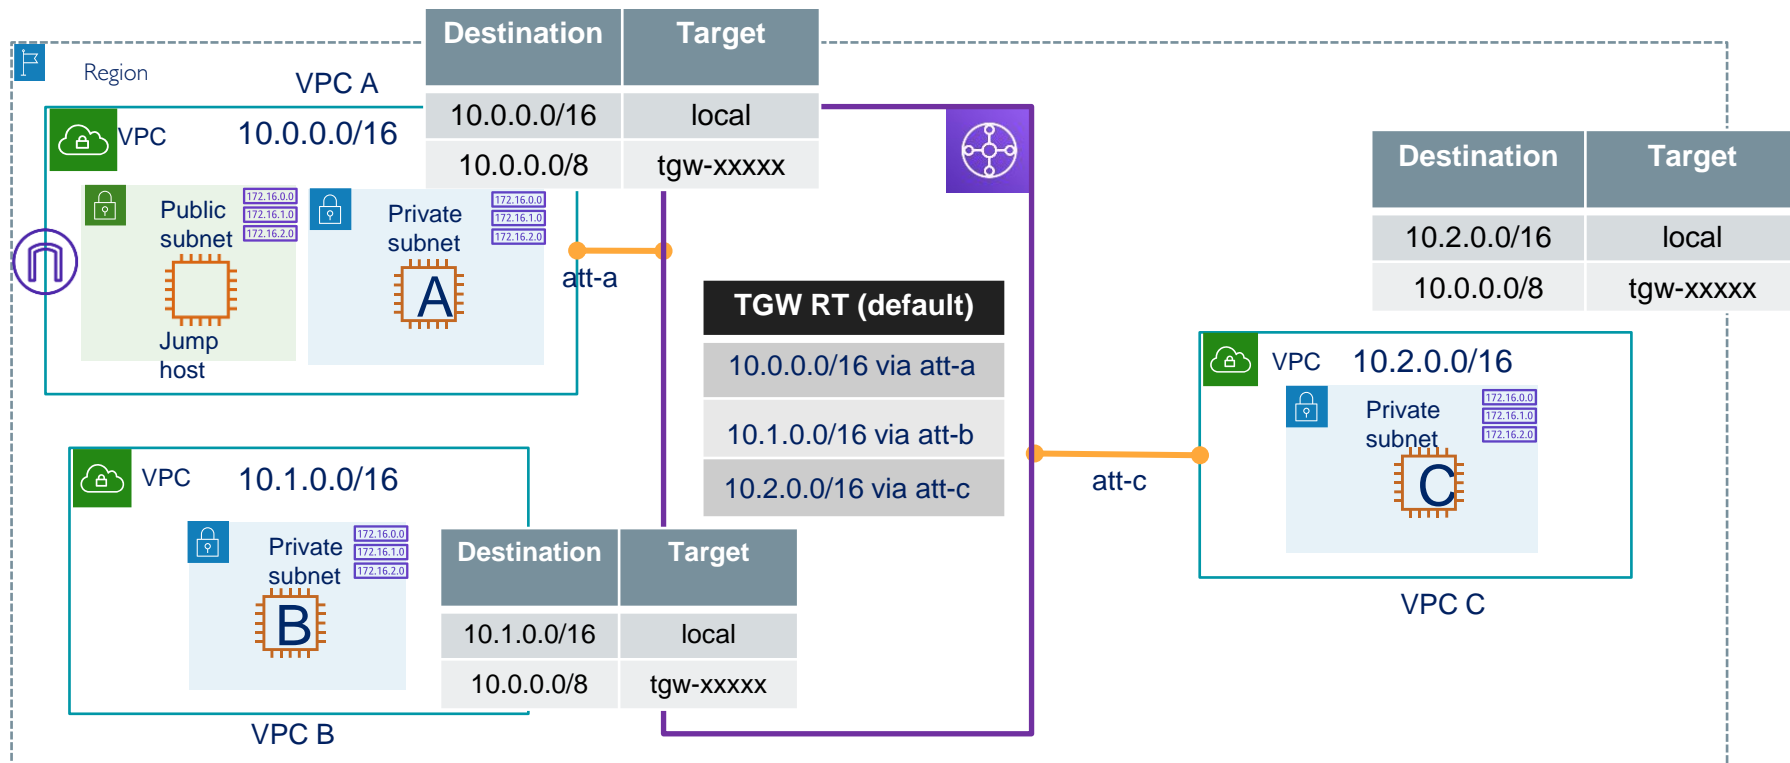 Destination Target
Region
VPC A
10.0.0.0/16 local
VPC 10.0.0.0/16
10.0.0.0/8 tgw-xxxxx
Public
subnet
172.16.0.0
172.16.1.0
172.16.2.0
Jump
host
Private
subnet
172.16.0.0
172.16.1.0
172.16.2.0
A
att-a
TGW RT (default)
10.0.0.0/16 via att-a
10.1.0.0/16 via att-b
10.2.0.0/16 via att-c
Destination Target
10.2.0.0/16 local
10.0.0.0/8 tgw-xxxxx
VPC 10.2.0.0/16
Private
subnet
172.16.0.0
172.16.1.0
172.16.2.0
C
att-c
VPC C
VPC 10.1.0.0/16
Private
subnet
172.16.0.0
172.16.1.0
172.16.2.0
B
Destination Target
10.1.0.0/16 local
10.0.0.0/8 tgw-xxxxx
VPC B